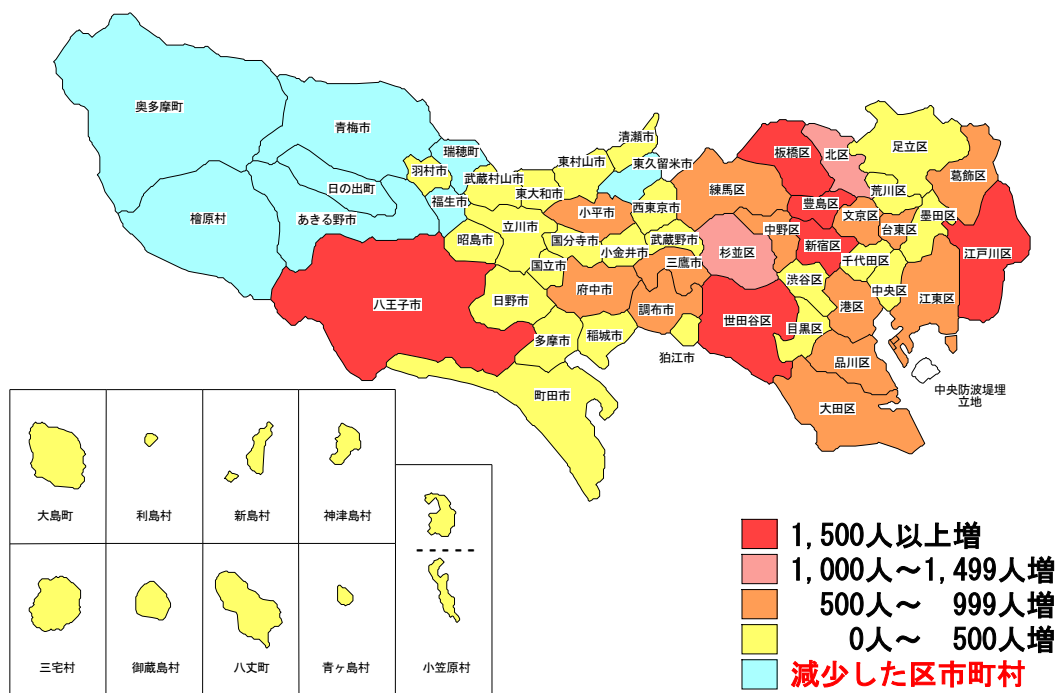 奥多摩町
青梅市
瑞穂町
羽村市
日の出町
檜原村
あきる野市
福生市
武蔵村山市
東大和市
東村山市
清瀬市
東久留米市
昭島市
立川市
小平市
西東京市
国分寺市
小金井市
武蔵野市
国立市
三鷹市
八王子市
日野市
府中市
調布市
多摩市
稲城市
狛江市
町田市
板橋区
北区
足立区
葛飾区
練馬区
豊島区
荒川区
文京区
台東区
墨田区
中野区
新宿区
杉並区
千代田区
江戸川区
渋谷区
中央区
江東区
港区
世田谷区
目黒区
品川区
大田区
中央防波堤埋
立地
大島町
利島村
新島村
神津島村
三宅村
御蔵島村
八丈町
青ヶ島村
小笠原村
1,500人以上増
1,000人～1,499人増
500人～ 999人増
0人～ 500人増
減少した区市町村